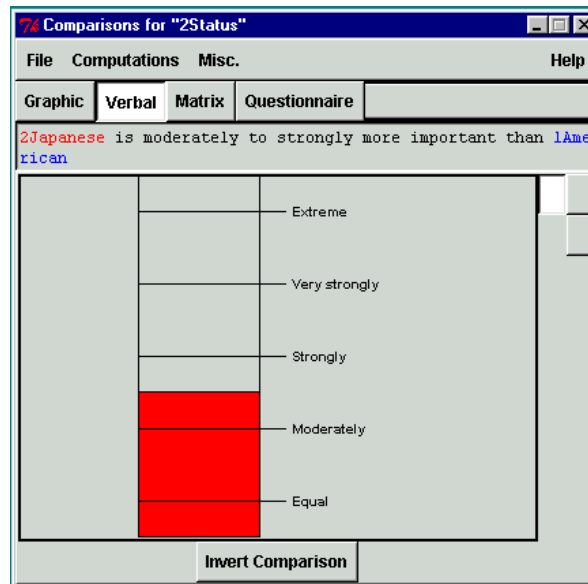 Comparisons for "2Status"
File Computations Misc. Help
Graphic Verbal Matrix Questionnaire
2Japanese is moderately to strongly more important than 1Ame
rican
Extreme
Very strongly
Strongly
Moderately
Equal
Invert Comparison